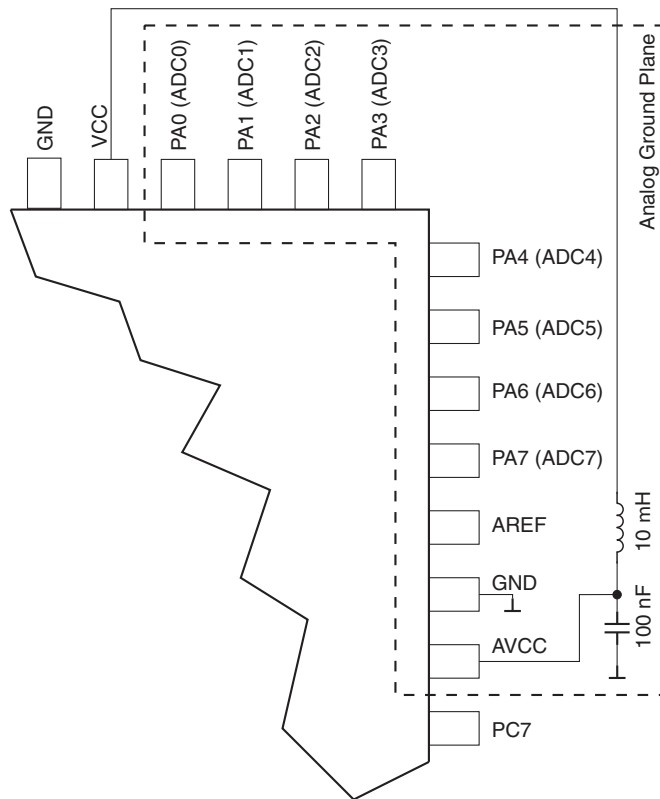 GND
VCC
PA0 (ADC0)
PA1 (ADC1)
PA2 (ADC2)
PA3 (ADC3)
Analog Ground Plane
PA4 (ADC4)
PA5 (ADC5)
PA6 (ADC6)
PA7 (ADC7)
AREF
GND
AVCC
PC7
10 mH
100 nF